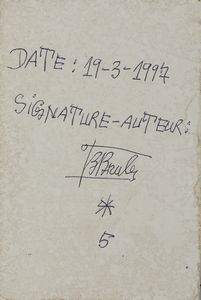 DATE: 19-3-1997
SIGNATURE-AUTEUR:
*
5